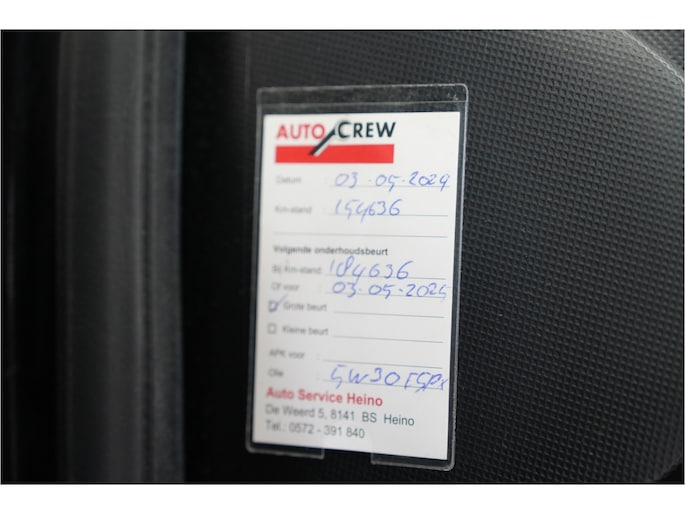 AUTO CREW
Datum : 03-05-2024
Km-stand : 154636
Volgende onderhoudsbeurt
Bij Km-stand 184636
Of voor : 03-05-2025
Grote beurt
Kleine beurt
APK voor :
Olie : 5W30
Auto Service Heino
De Weerd 5, 8141 BS Heino
Tel.: 0572 - 391 840